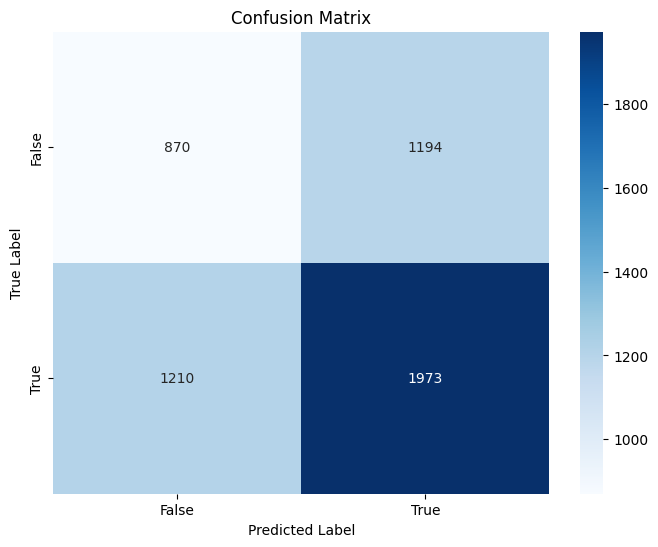 Confusion Matrix
False
870
1194
True
1210
1973
True Label
False
True
Predicted Label
1800
1600
1400
1200
1000